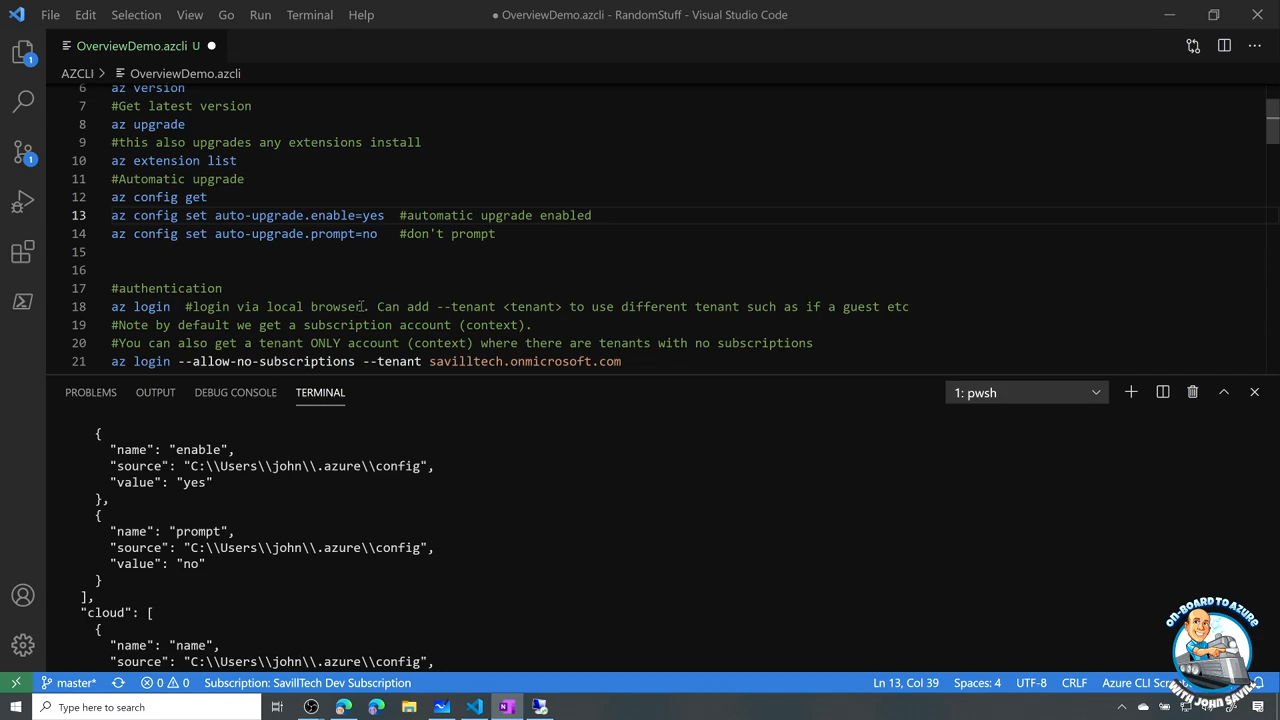 File Edit Selection View Go Run Terminal Help
● OverviewDemo.azcli - RandomStuff - Visual Studio Code
OverviewDemo.azcli U
AZCLI > OverviewDemo.azcli
6 az version
7 #Get latest version
8 az upgrade
9 #this also upgrades any extensions install
10 az extension list
11 #Automatic upgrade
12 az config get
13 az config set auto-upgrade.enable=yes #automatic upgrade enabled
14 az config set auto-upgrade.prompt=no #don't prompt
15
16
17 #authentication
18 az login #login via local browser. Can add --tenant <tenant> to use different tenant such as if a guest etc
19 #Note by default we get a subscription account (context).
20 #You can also get a tenant ONLY account (context) where there are tenants with no subscriptions
21 az login --allow-no-subscriptions --tenant savilltech.onmicrosoft.com
PROBLEMS OUTPUT DEBUG CONSOLE TERMINAL
1: pwsh
{
"name": "enable",
"source": "C:\\Users\\john\\.azure\\config",
"value": "yes"
},
{
"name": "prompt",
"source": "C:\\Users\\john\\.azure\\config",
"value": "no"
}
],
"cloud": [
{
"name": "name",
"source": "C:\\Users\\john\\.azure\\config",
1
1
ON-BOARD TO AZURE
WITH JOHN SAVILL
master* 0 0 Subscription: SavillTech Dev Subscription
Ln 13, Col 39 Spaces: 4 UTF-8 CRLF Azure CLI Scr
Type here to search